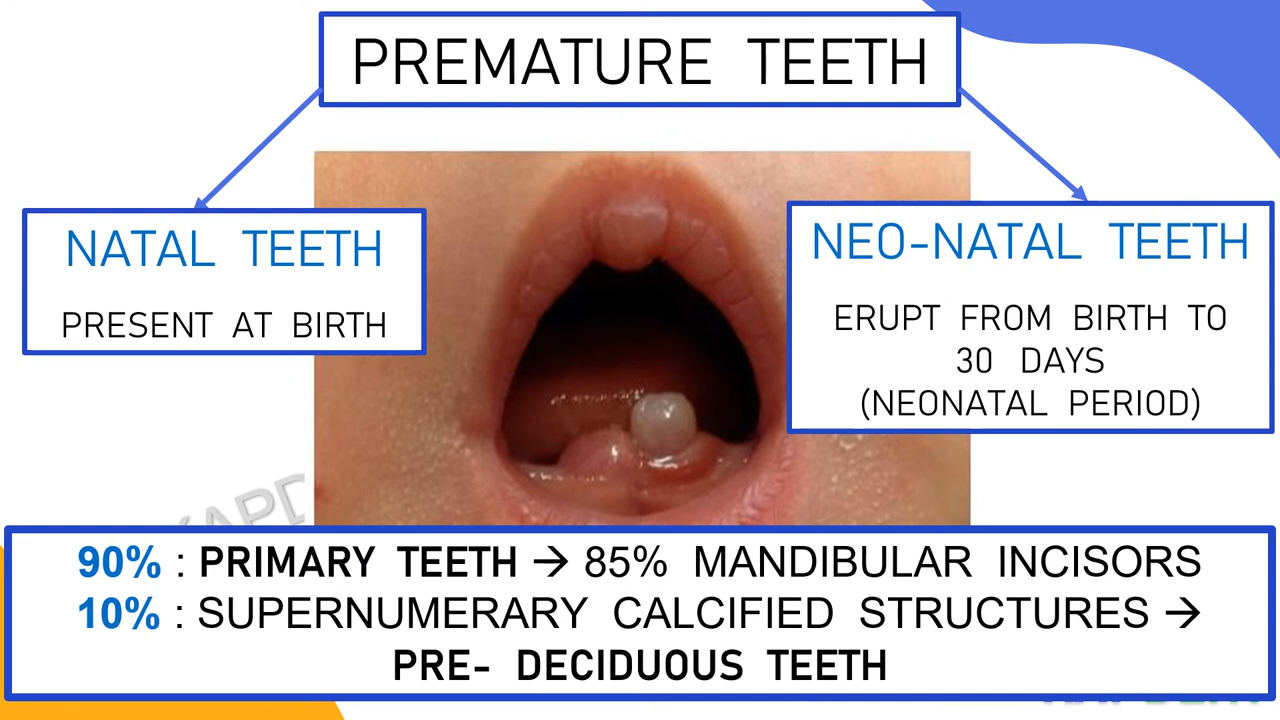 PREMATURE TEETH
NATAL TEETH
PRESENT AT BIRTH
NEO-NATAL TEETH
ERUPT FROM BIRTH TO
30 DAYS
(NEONATAL PERIOD)
90% : PRIMARY TEETH → 85% MANDIBULAR INCISORS
10% : SUPERNUMERARY CALCIFIED STRUCTURES →
PRE- DECIDUOUS TEETH